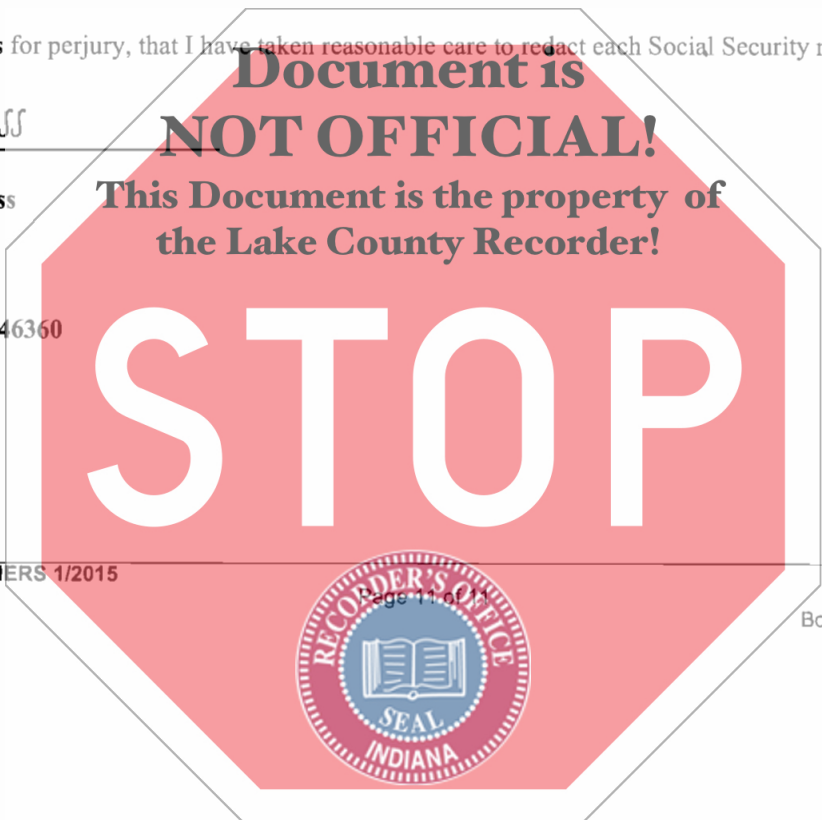 s for perjury, that I have taken reasonable care to redact each Social Security
Document is
NOT OFFICIAL!
This Document is the property of
the Lake County Recorder!
46360
STOP
ERS 1/2015
Page 11 of 11
RECORDER'S OFFICE
SEAL
INDIANA